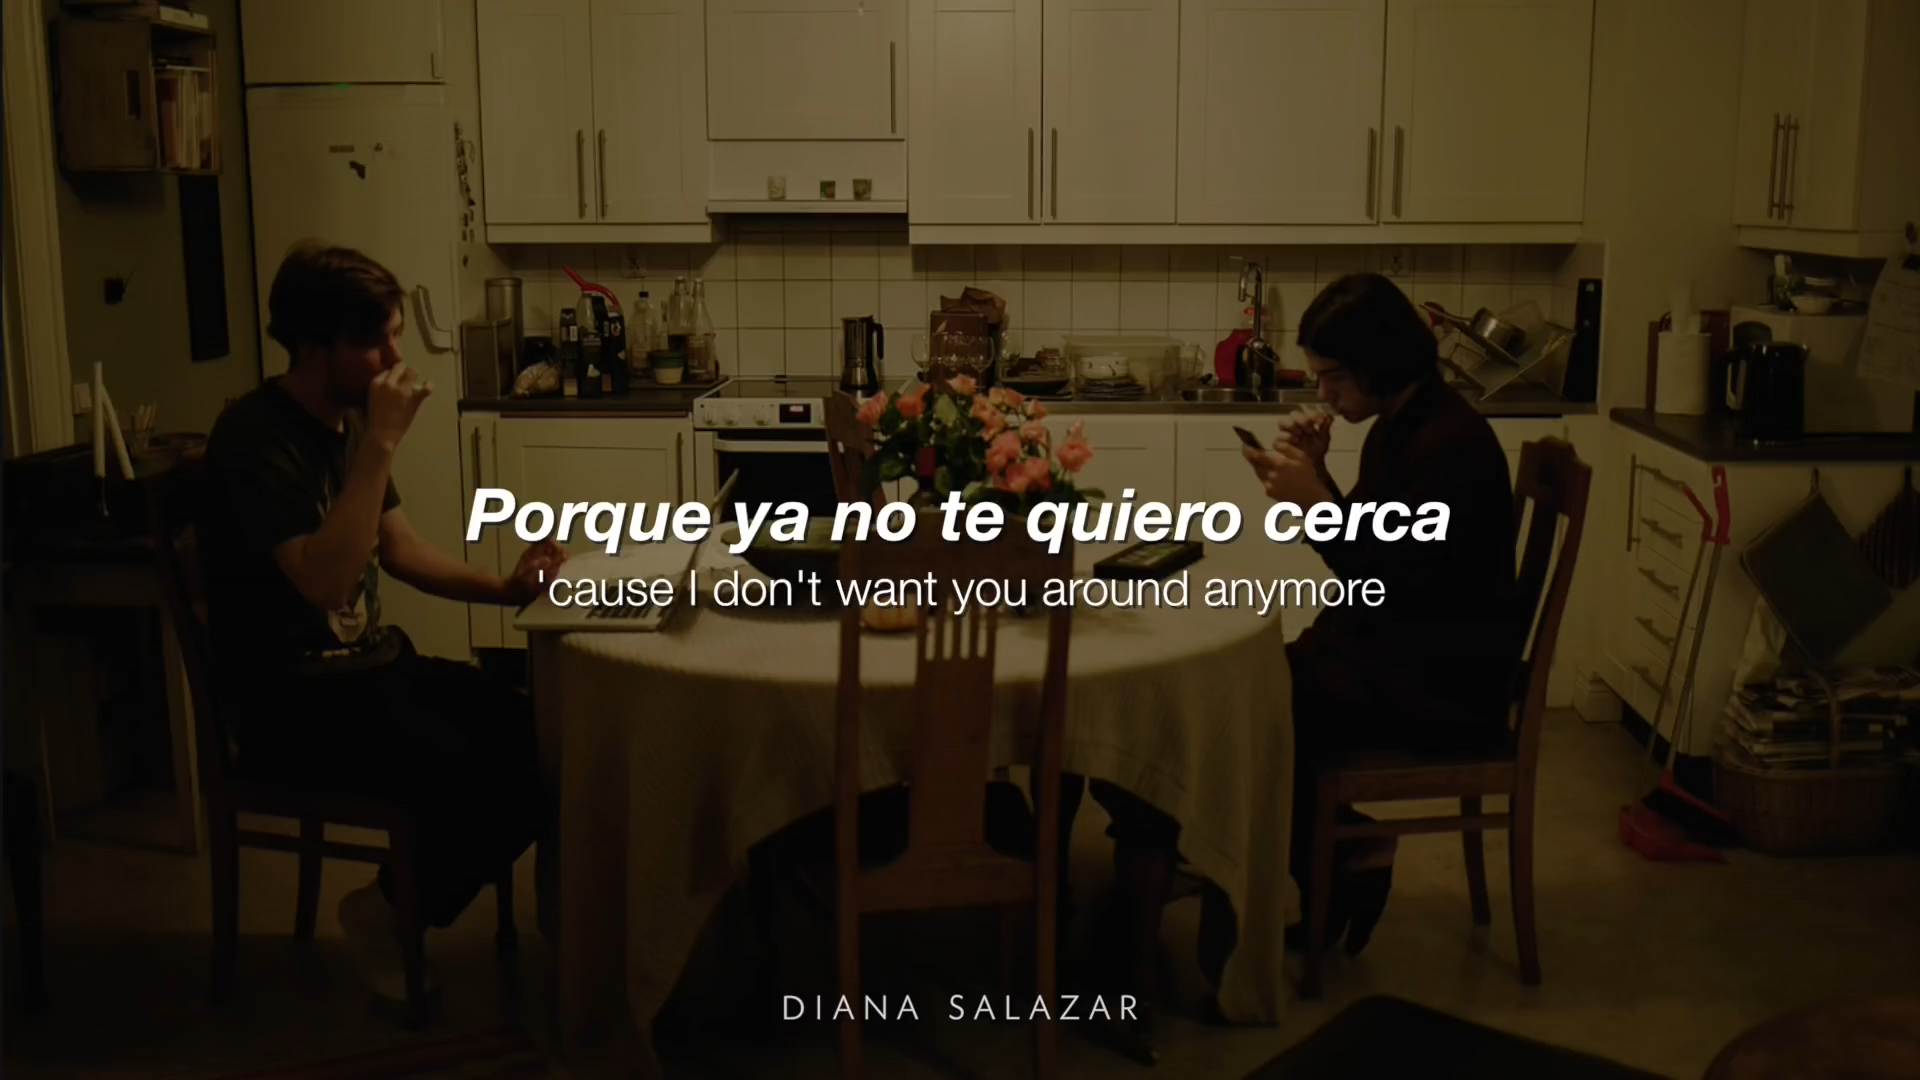 Porque ya no te quiero cerca
'cause I don't want you around anymore
DIANA SALAZAR